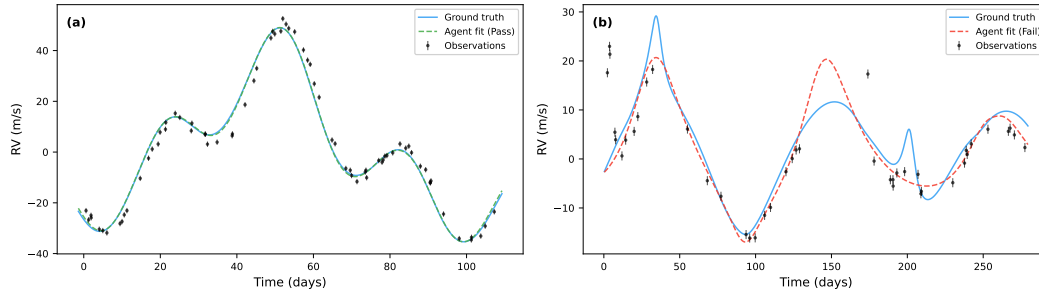 (a)
Ground truth
Agent fit (Pass)
Observations
RV (m/s)
40
20
0
−20
−40
0
20
40
60
80
100
Time (days)
(b)
Ground truth
Agent fit (Fail)
Observations
RV (m/s)
30
20
10
0
−10
0
50
100
150
200
250
Time (days)